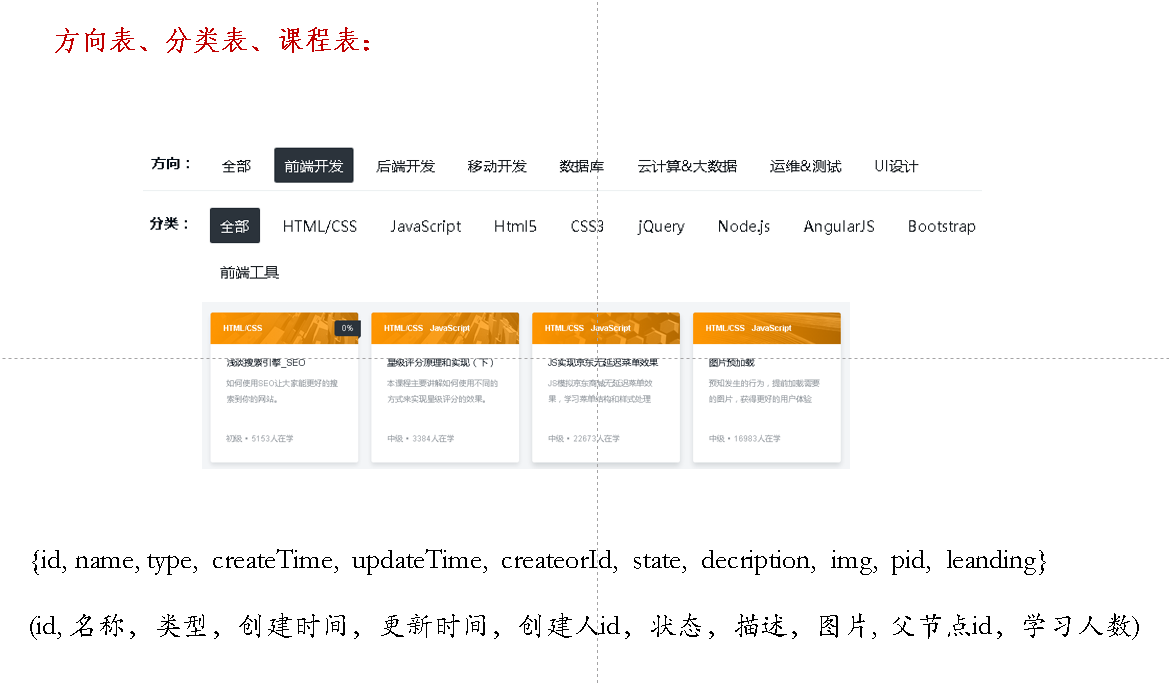 方向表、分类表、课程表：
方向： 全部 前端开发 后端开发 移动开发 数据库 云计算&大数据 运维&测试 UI设计
分类： 全部 HTML/CSS JavaScript Html5 CSS3 jQuery Node.js AngularJS Bootstrap
前端工具
HTML/CSS 0% HTML/CSS JavaScript HTML/CSS JavaScript HTML/CSS JavaScript
浅谈搜索引擎_SEO 星级评分原理和实现（下） JS实现京东无延迟菜单效果 图片预加载
如何使用SEO让大家能更好的搜 本课程主要讲解如何使用不同的 JS模拟京东商城无延迟菜单效 预知发生的行为，提前加载需要
索到你的网站。 方式来实现星级评分的效果。 果，学习菜单结构和样式处理 的图片，获得更好的用户体验
初级 • 5153人在学 中级 • 3384人在学 中级 • 22673人在学 中级 • 16983人在学
{id, name, type, createTime, updateTime, createorId, state, decription, img, pid, leanding}
(id, 名称，类型，创建时间，更新时间，创建人id，状态，描述，图片, 父节点id，学习人数)